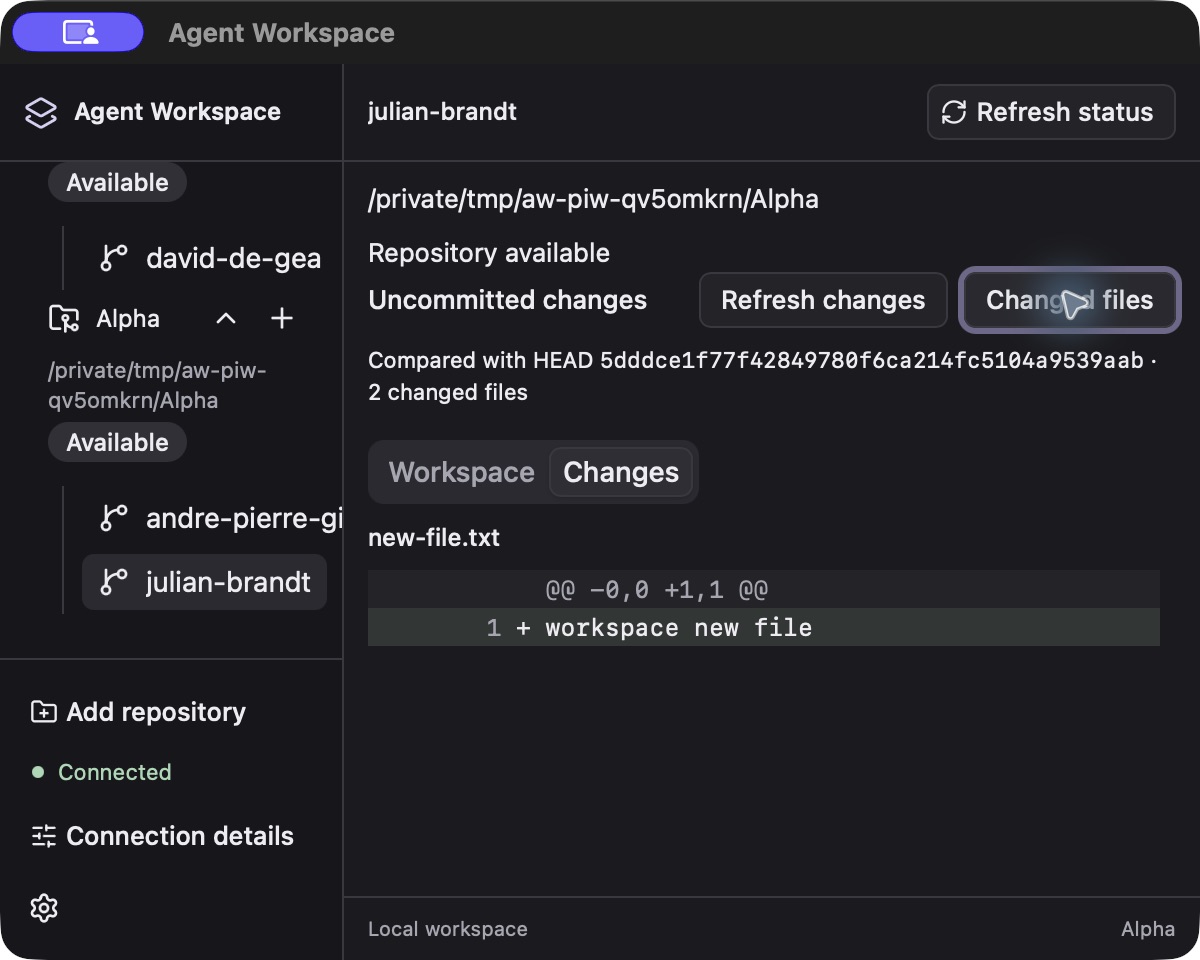 Agent Workspace
Agent Workspace
Available
david-de-gea
Alpha
/private/tmp/aw-piw-
qv5omkrn/Alpha
Available
andre-pierre-gi
julian-brandt
Add repository
Connected
Connection details
julian-brandt
Refresh status
/private/tmp/aw-piw-qv5omkrn/Alpha
Repository available
Uncommitted changes
Refresh changes
Changed files
Compared with HEAD 5dddce1f77f42849780f6ca214fc5104a9539aab ·
2 changed files
Workspace
Changes
new-file.txt
@@ -0,0 +1,1 @@
1 + workspace new file
Local workspace
Alpha